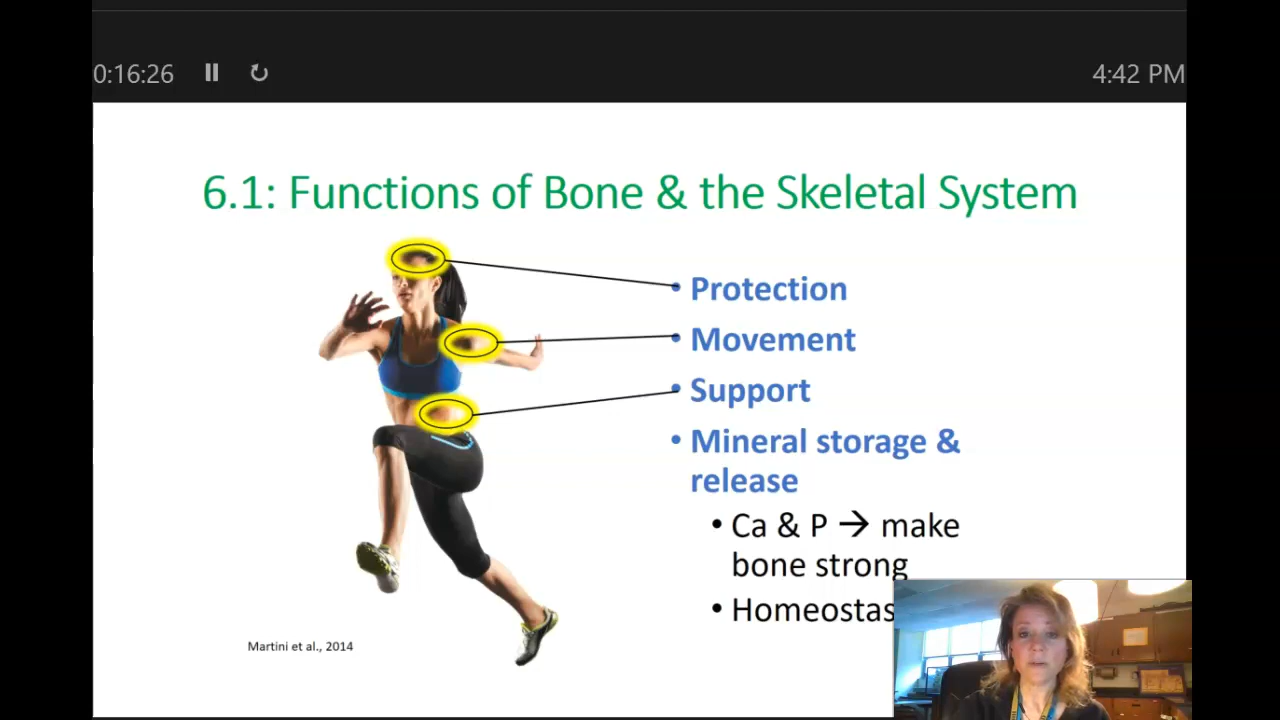 0:16:26
4:42 PM
6.1: Functions of Bone & the Skeletal System
• Protection
• Movement
• Support
• Mineral storage &
release
• Ca & P → make
bone strong
• Homeostas
Martini et al., 2014